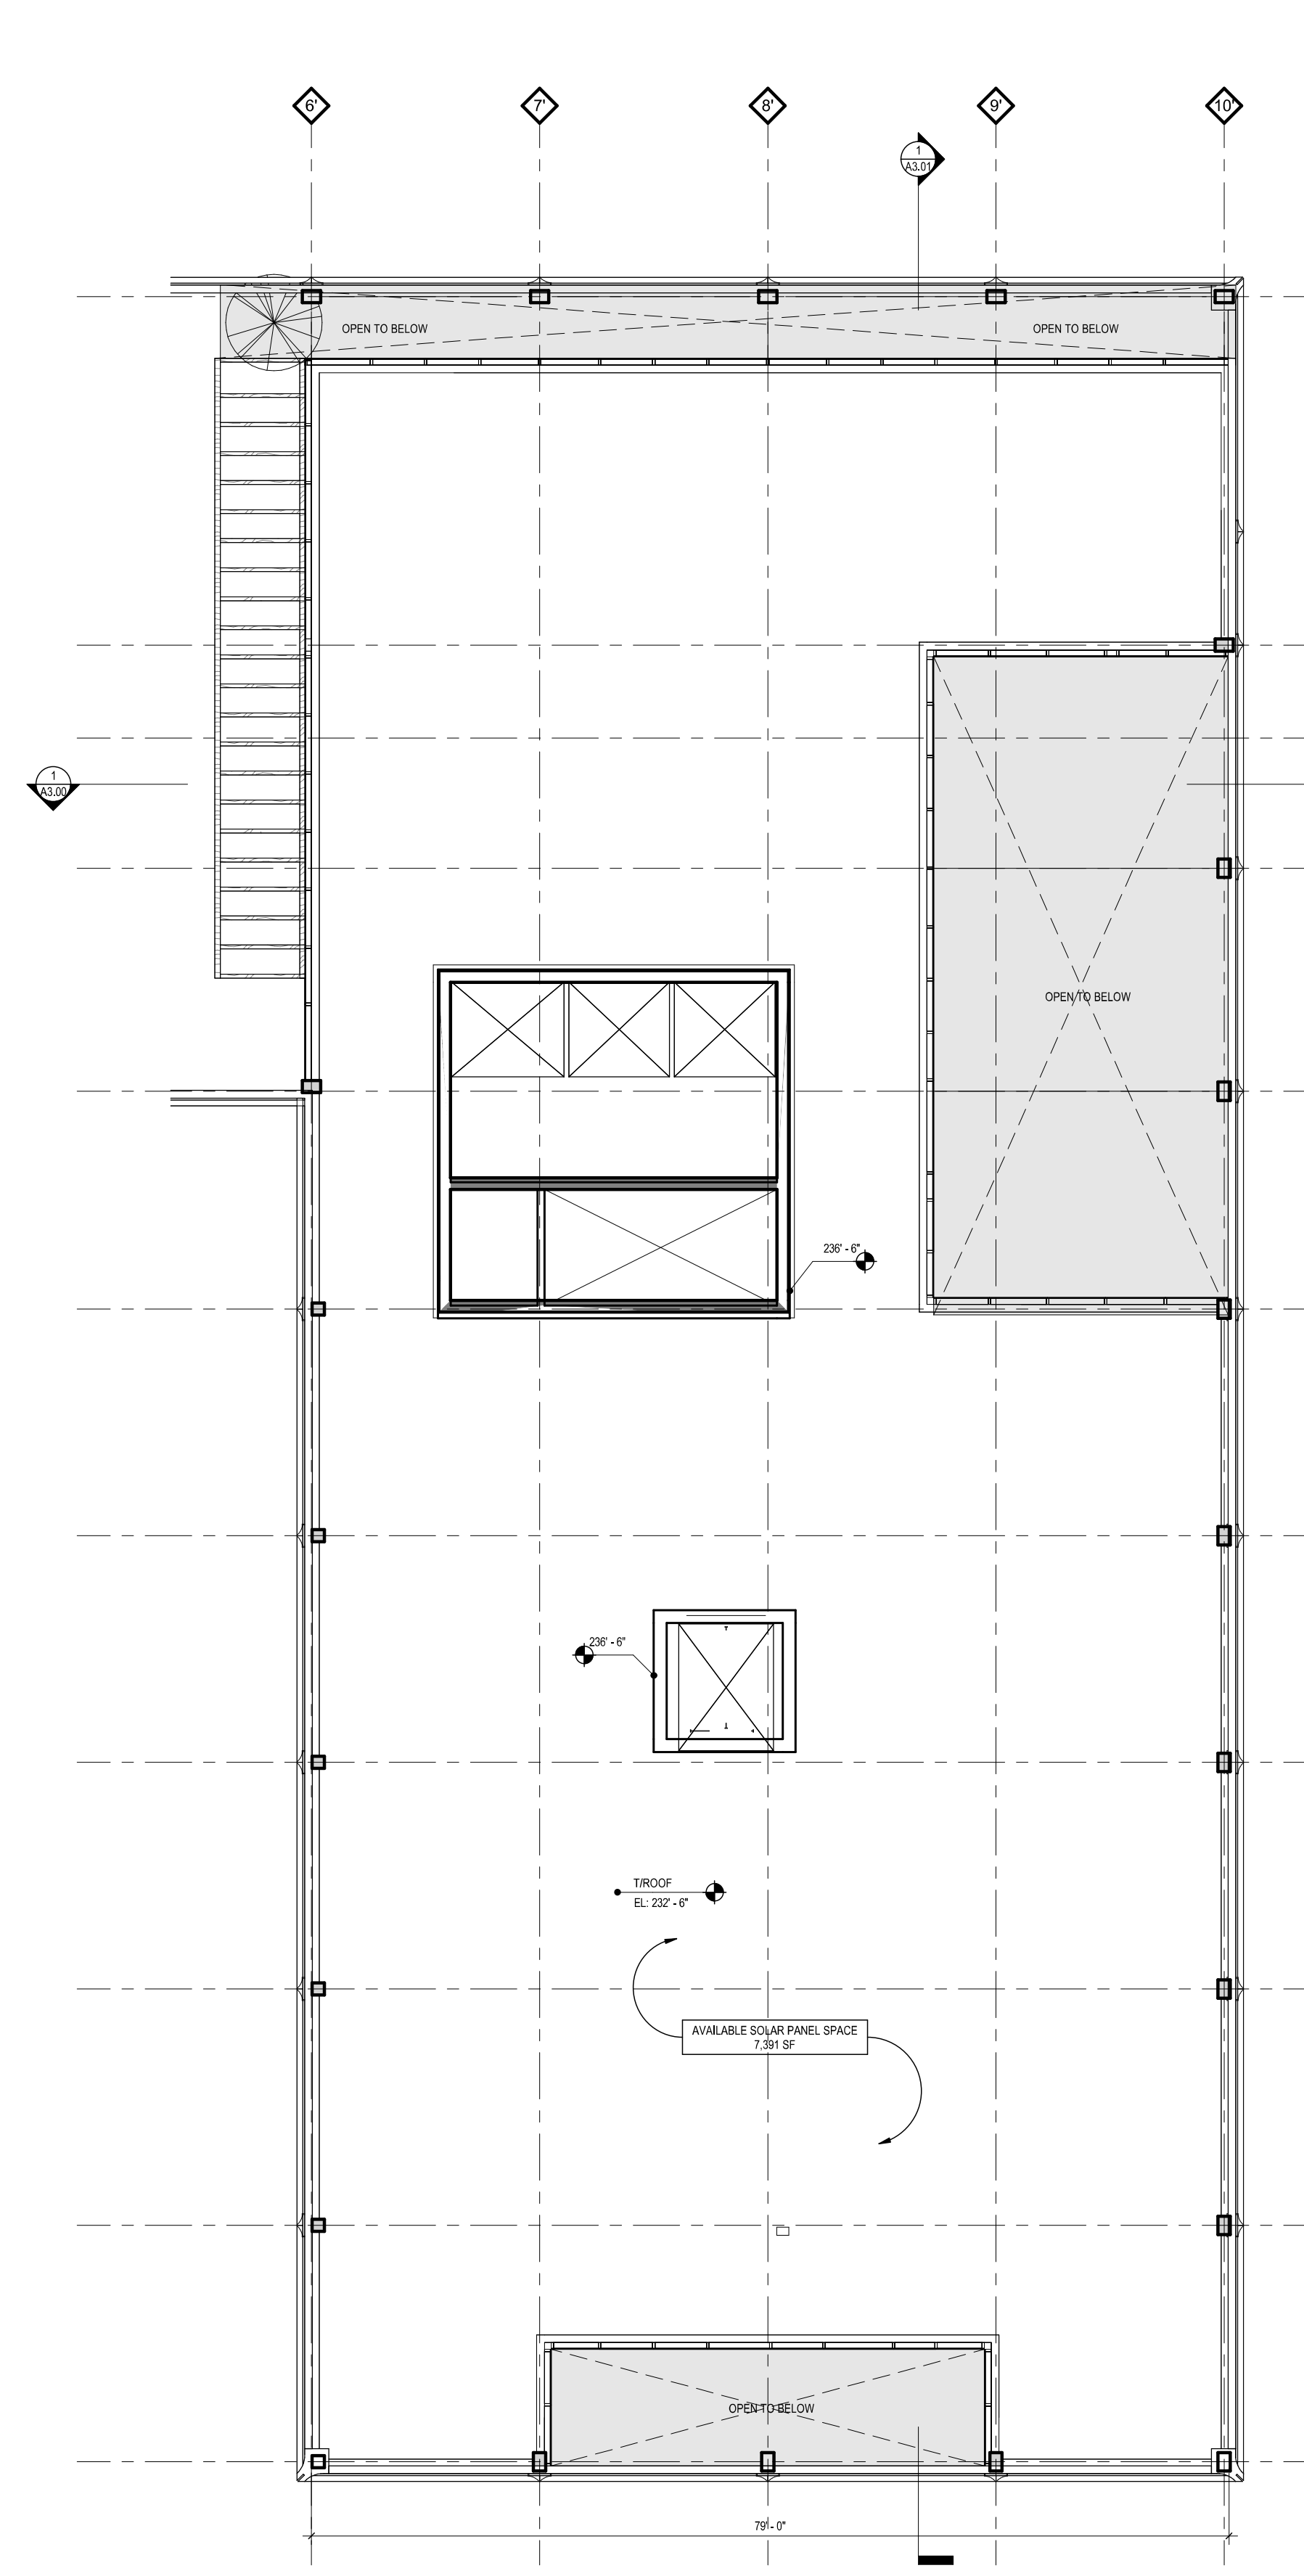 6'
7'
8'
9'
10'
1
A3.01
OPEN TO BELOW
OPEN TO BELOW
1
A3.00
OPEN TO BELOW
236' - 6"
236' - 6"
T/ROOF
EL: 232' - 6"
AVAILABLE SOLAR PANEL SPACE
7,391 SF
OPEN TO BELOW
79' - 0"